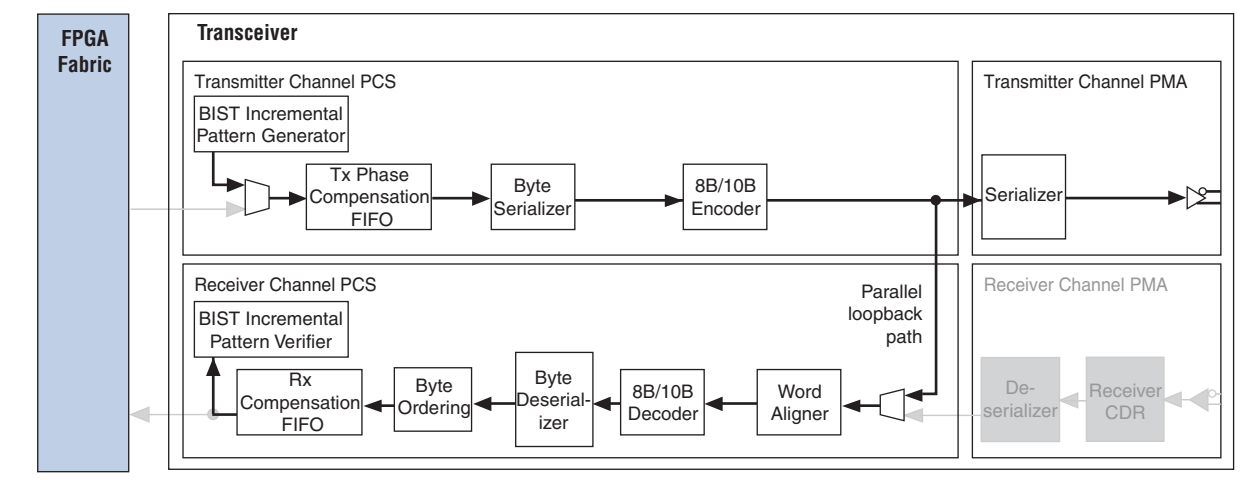 FPGA
Fabric
Transceiver
Transmitter Channel PCS
BIST Incremental
Pattern Generator
Tx Phase
Compensation
FIFO
Byte
Serializer
8B/10B
Encoder
Transmitter Channel PMA
Serializer
Receiver Channel PCS
BIST Incremental
Pattern Verifier
Rx
Compensation
FIFO
Byte
Ordering
Byte
Deserial-
izer
8B/10B
Decoder
Word
Aligner
Parallel
loopback
path
Receiver Channel PMA
De-
serializer
Receiver
CDR